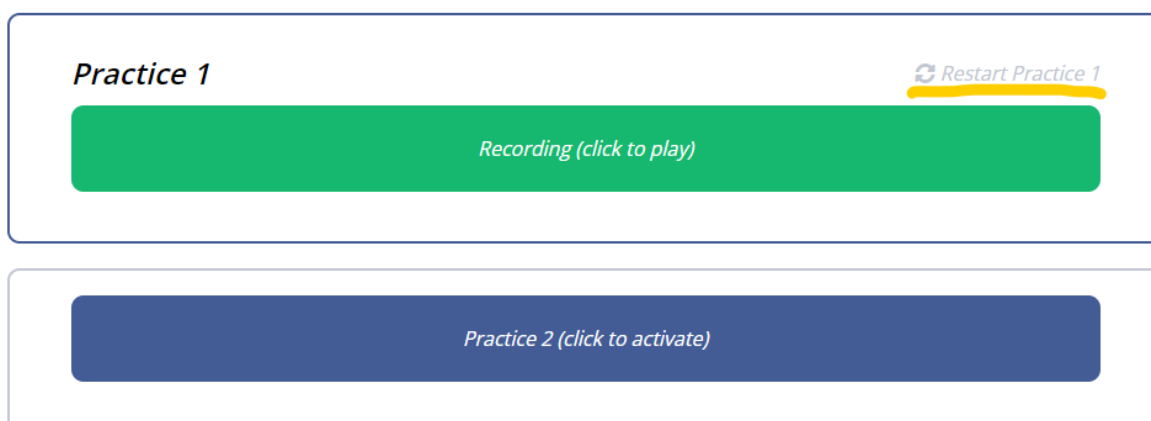 Practice 1
Restart Practice 1
Recording (click to play)
Practice 2 (click to activate)